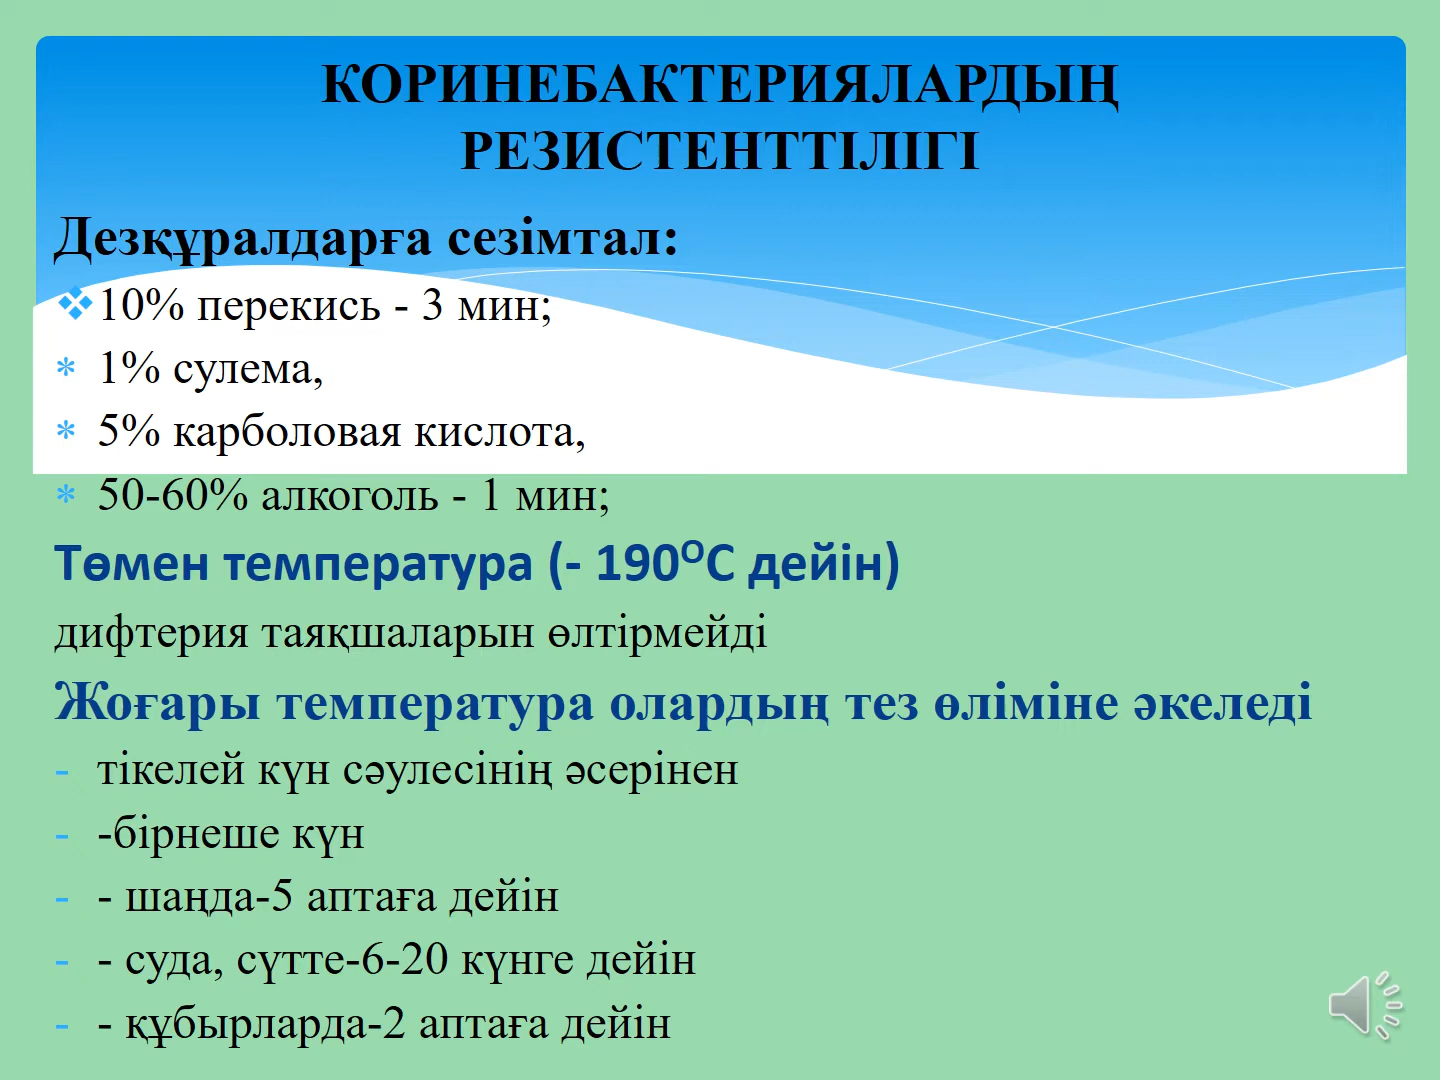 КОРИНЕБАКТЕРИЯЛАРДЫҢ
РЕЗИСТЕНТТІЛІГІ
Дезқұралдарға сезімтал:
❖10% перекись - 3 мин;
* 1% сулема,
* 5% карболовая кислота,
* 50-60% алкоголь - 1 мин;
Төмен температура (- 190ᴼС дейін)
дифтерия таяқшаларын өлтірмейді
Жоғары температура олардың тез өліміне әкеледі
- тікелей күн сәулесінің әсерінен
- -бірнеше күн
- - шаңда-5 аптаға дейін
- - суда, сүтте-6-20 күнге дейін
- - құбырларда-2 аптаға дейін